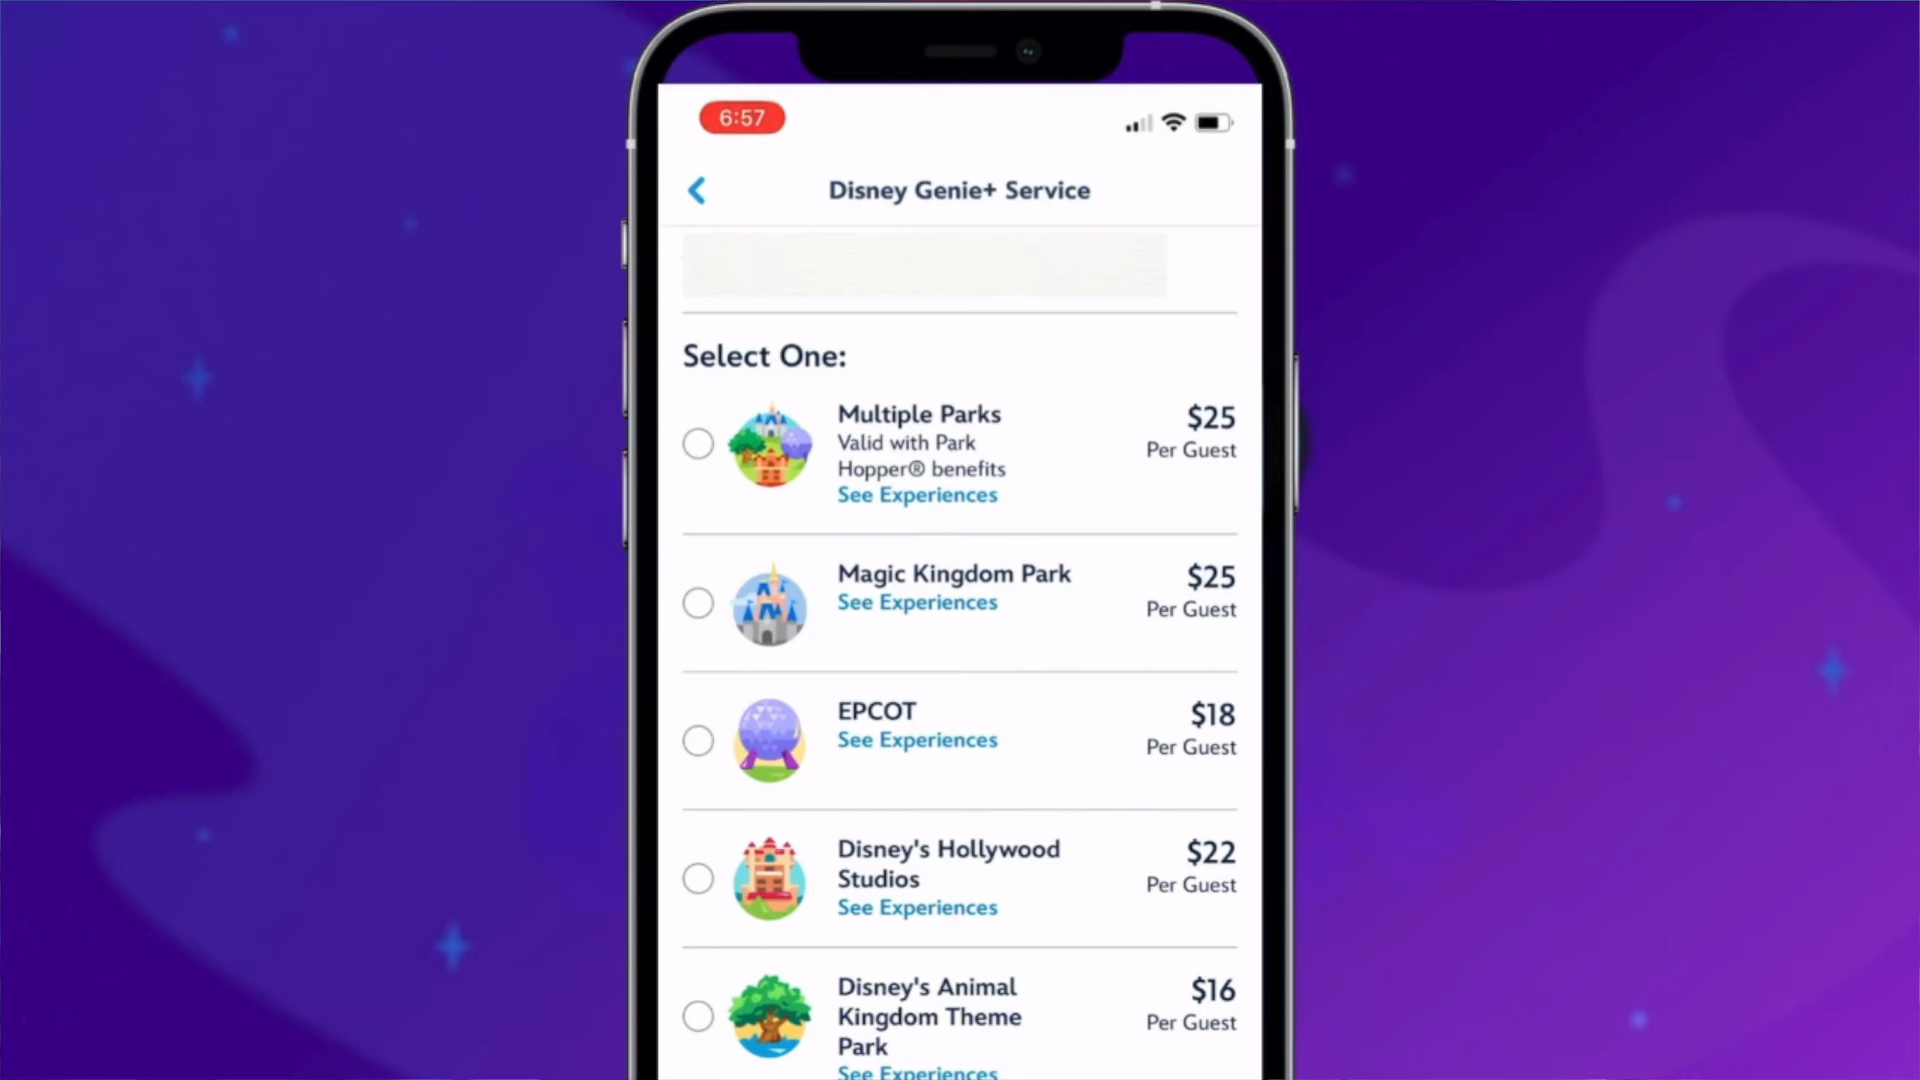 6:57
Disney Genie+ Service
Select One:
Multiple Parks
$25
Valid with Park
Per Guest
Hopper® benefits
See Experiences
Magic Kingdom Park
$25
See Experiences
Per Guest
EPCOT
$18
See Experiences
Per Guest
Disney's Hollywood
$22
Studios
Per Guest
See Experiences
Disney's Animal
$16
Kingdom Theme
Per Guest
Park
See Experiences